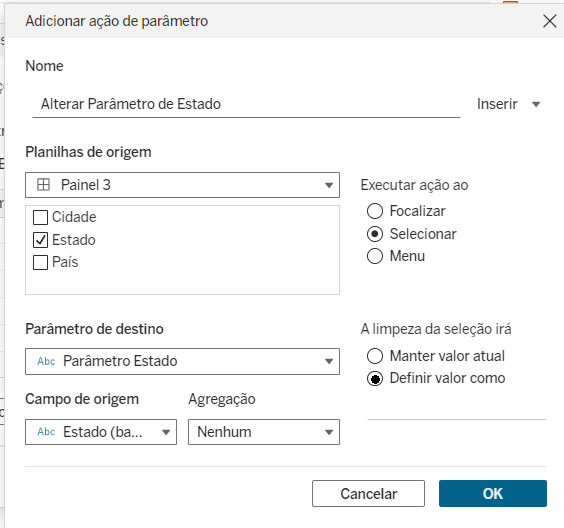 Adicionar ação de parâmetro
Nome
Alterar Parâmetro de Estado
Inserir
Planilhas de origem
Painel 3
Executar ação ao
Cidade
Focalizar
Estado
Selecionar
País
Menu
Parâmetro de destino
A limpeza da seleção irá
Abc Parâmetro Estado
Manter valor atual
Definir valor como
Campo de origem
Agregação
Abc Estado (ba...
Nenhum
Cancelar
OK